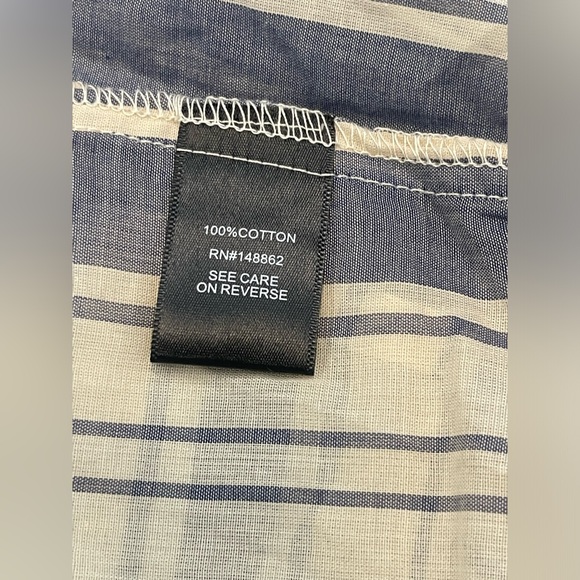 100%COTTON
RN#148862
SEE CARE
ON REVERSE